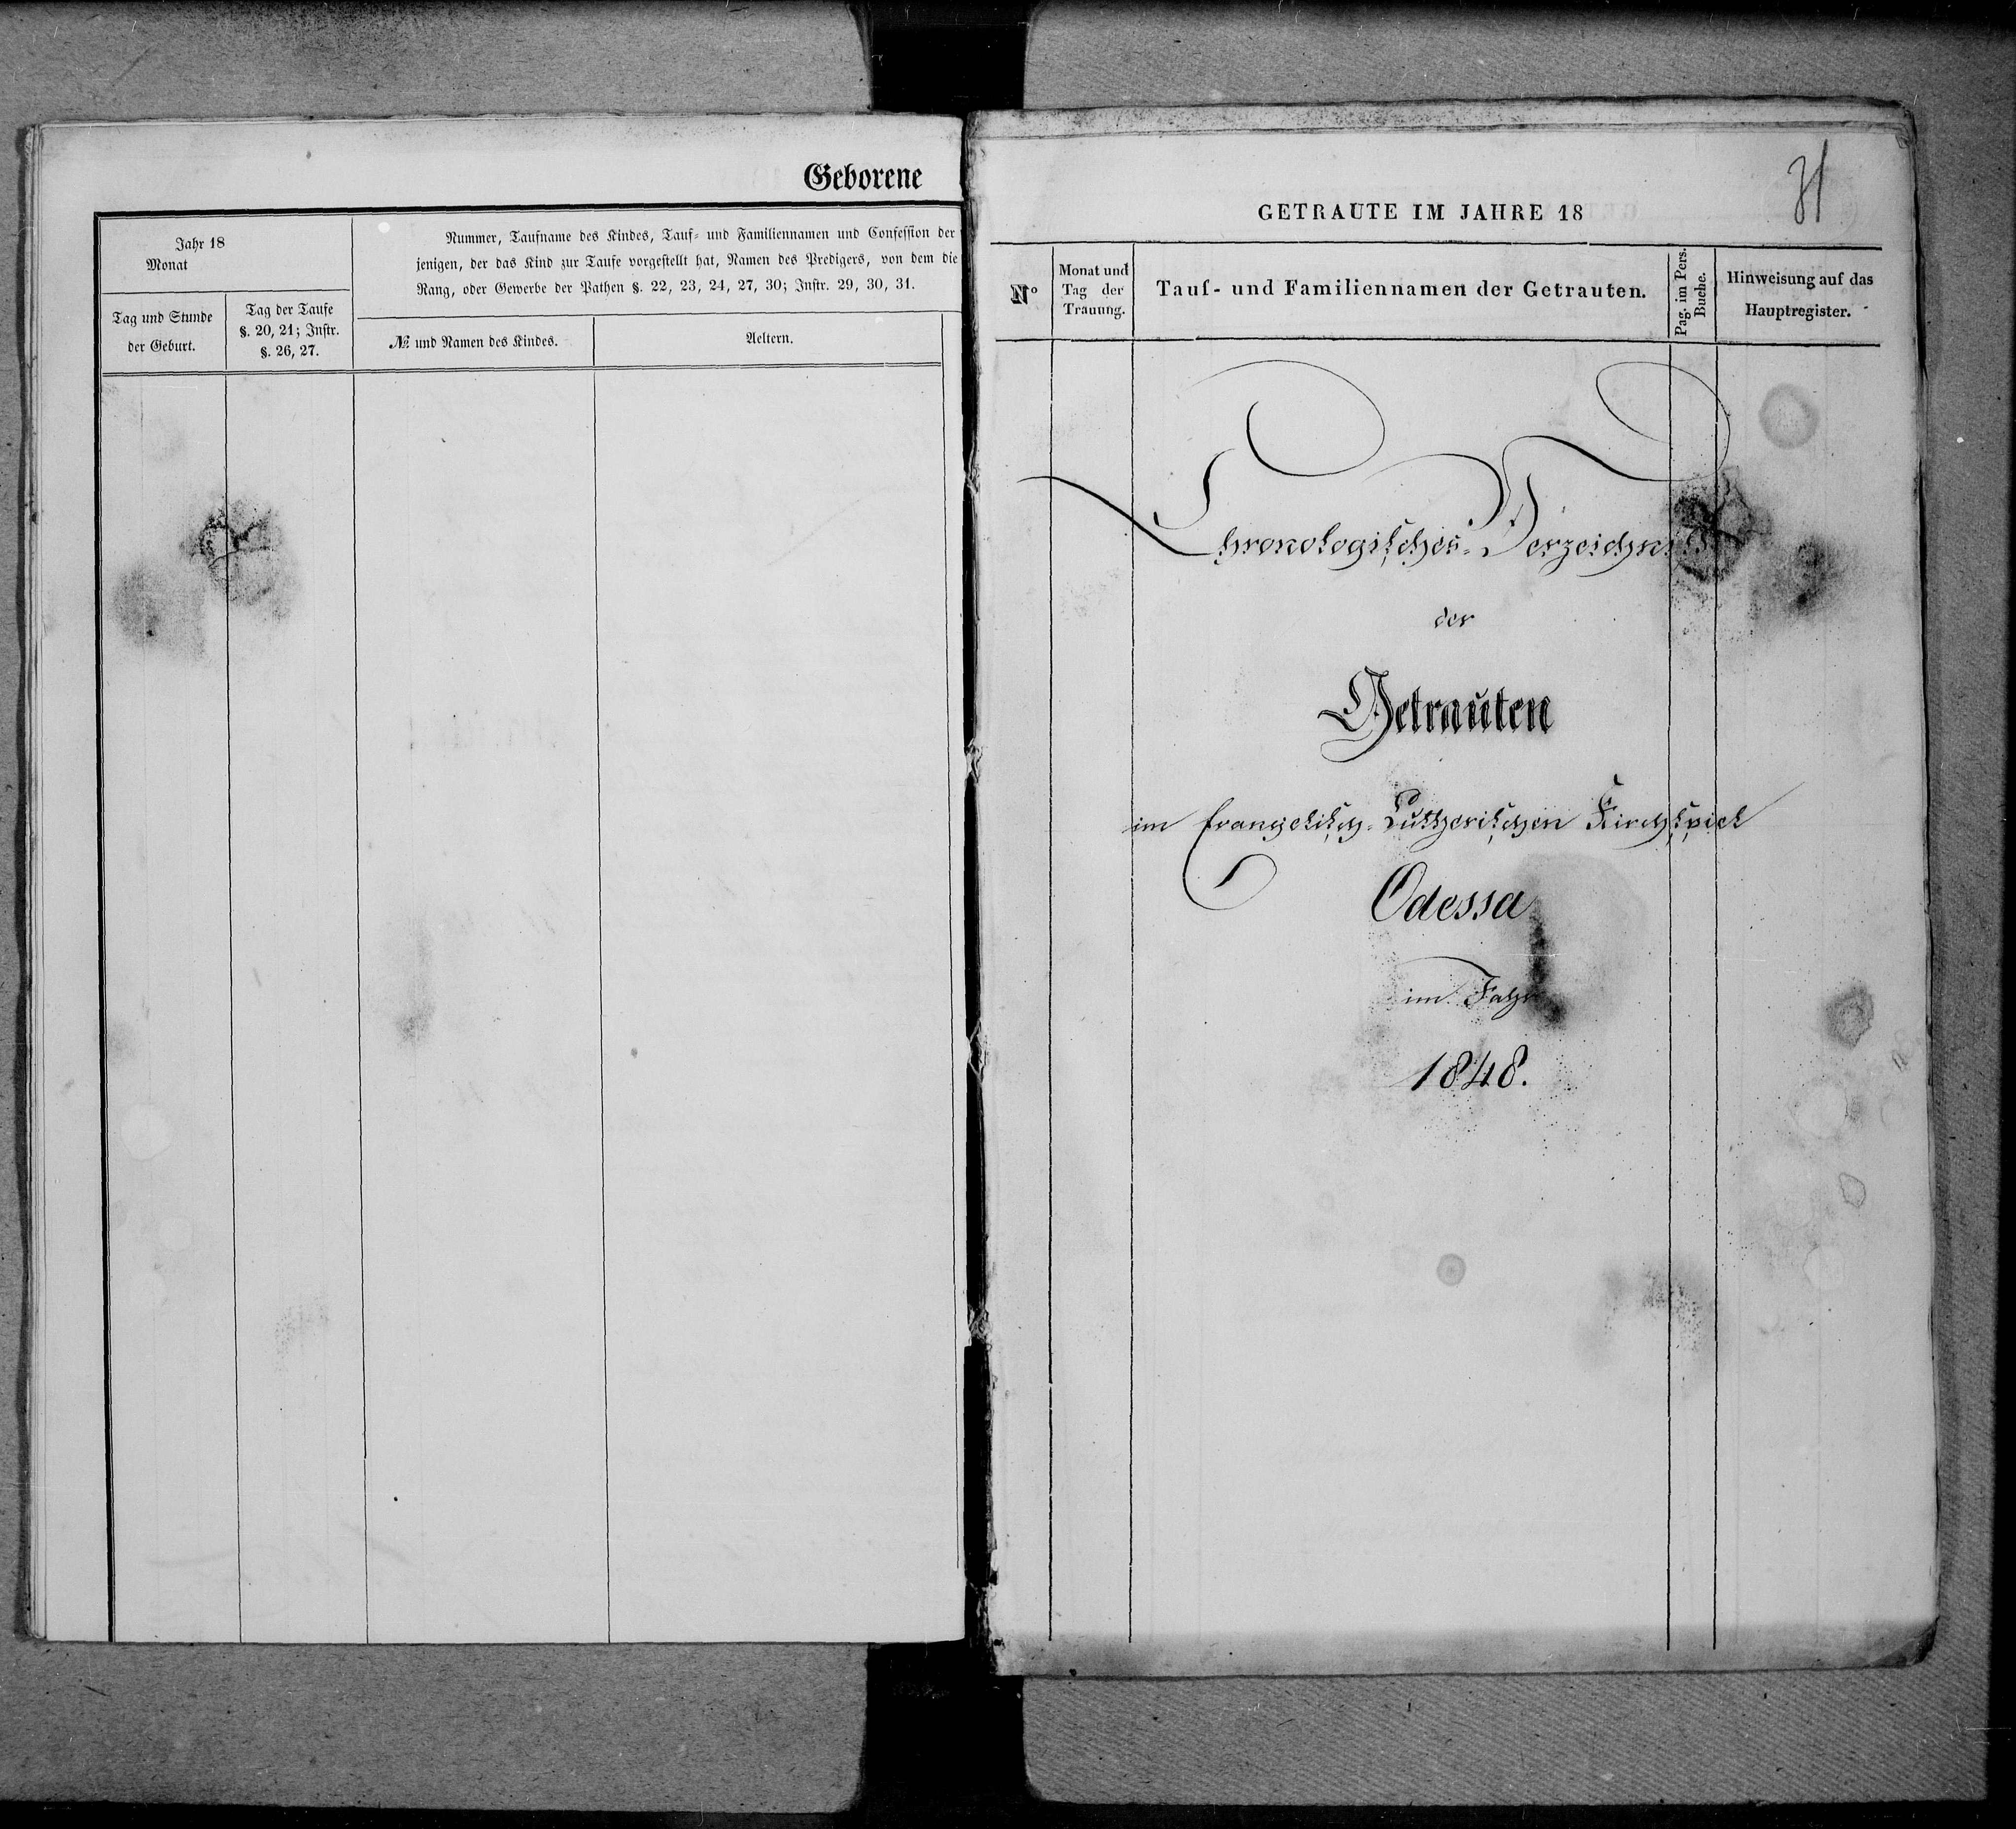 Geborene
Jahr 18
Monat
Nummer, Taufname des Kindes, Tauf- und Familiennamen und Confession der
jenigen, der das Kind zur Taufe vorgestellt hat, Namen des Predigers, von dem die
Rang, oder Gewerbe der Pathen §. 22, 23, 24, 27, 30; Instr. 29, 30, 31.
Tag und Stunde
der Geburt.
Tag der Taufe
§. 20, 21; Instr.
§. 26, 27.
№ und Namen des Kindes.
Aeltern.
31
GETRAUTE IM JAHRE 18
N°
Monat und
Tag der
Trauung.
Tauf- und Familiennamen der Getrauten.
Pag. im Pers.
Buche.
Hinweisung auf das
Hauptregister.
Chronologisches-Verzeichniß
der
Getrauten
im Evangelisch-Lutherischen Kirchspiel
Odessa
im Jahr
1848.